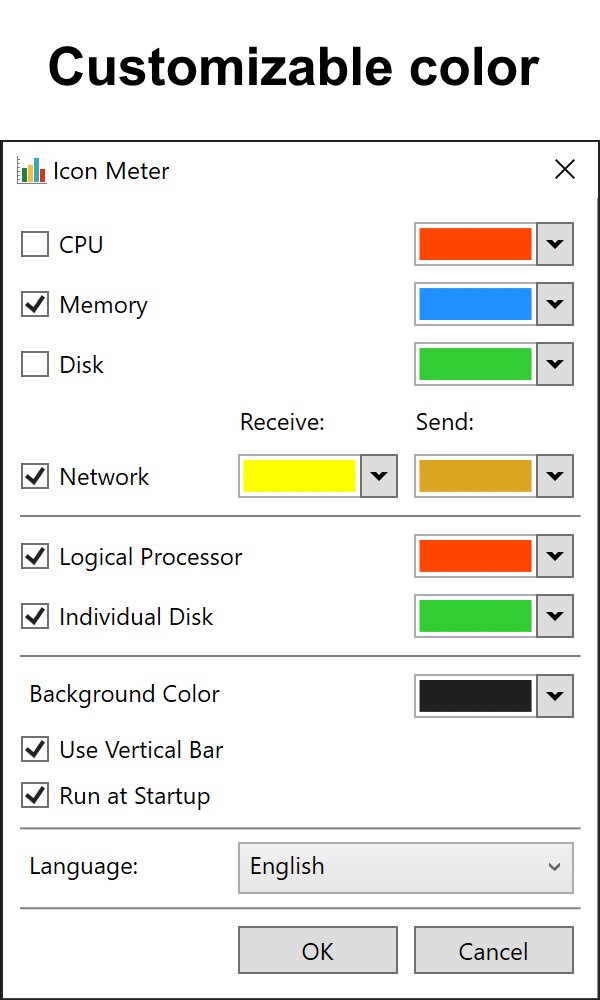 Customizable color
Icon Meter
CPU
Memory
Disk
Receive: Send:
Network
Logical Processor
Individual Disk
Background Color
Use Vertical Bar
Run at Startup
Language: English
OK Cancel